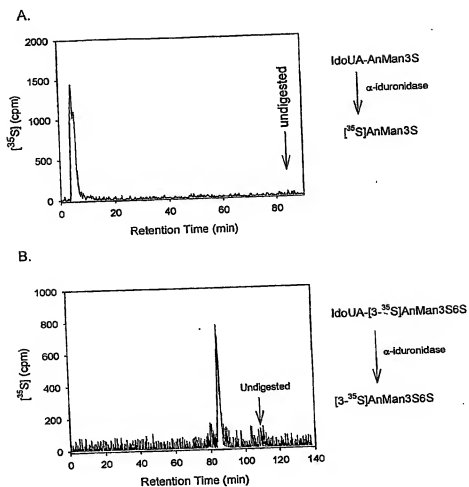 A.
2000
1500
1000
500
0
[³⁵S] (cpm)
undigested
0 20 40 60 80
Retention Time (min)
IdoUA-AnMan3S
α-iduronidase
[³⁵S]AnMan3S
B.
1000
800
600
400
200
0
[³⁵S] (cpm)
Undigested
0 20 40 60 80 100 120 140
Retention Time (min)
IdoUA-[3-³⁵S]AnMan3S6S
α-iduronidase
[3-³⁵S]AnMan3S6S